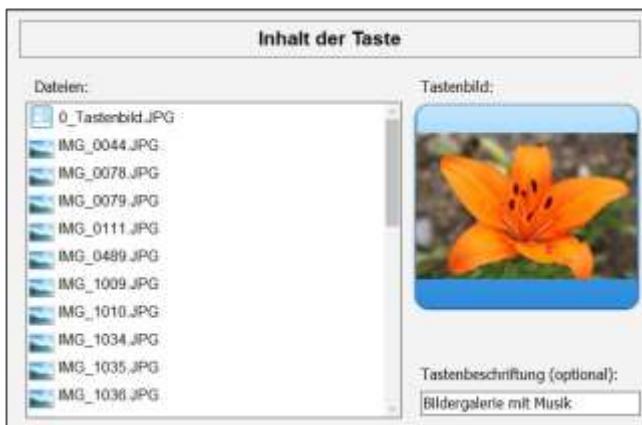 Inhalt der Taste
Dateien:
0_Tastenbild.JPG
IMG_0044.JPG
IMG_0078.JPG
IMG_0079.JPG
IMG_0111.JPG
IMG_0489.JPG
IMG_1009.JPG
IMG_1010.JPG
IMG_1034.JPG
IMG_1035.JPG
IMG_1036.JPG
Tastenbild:
Tastenbeschriftung (optional):
Bildergalerie mit Musik